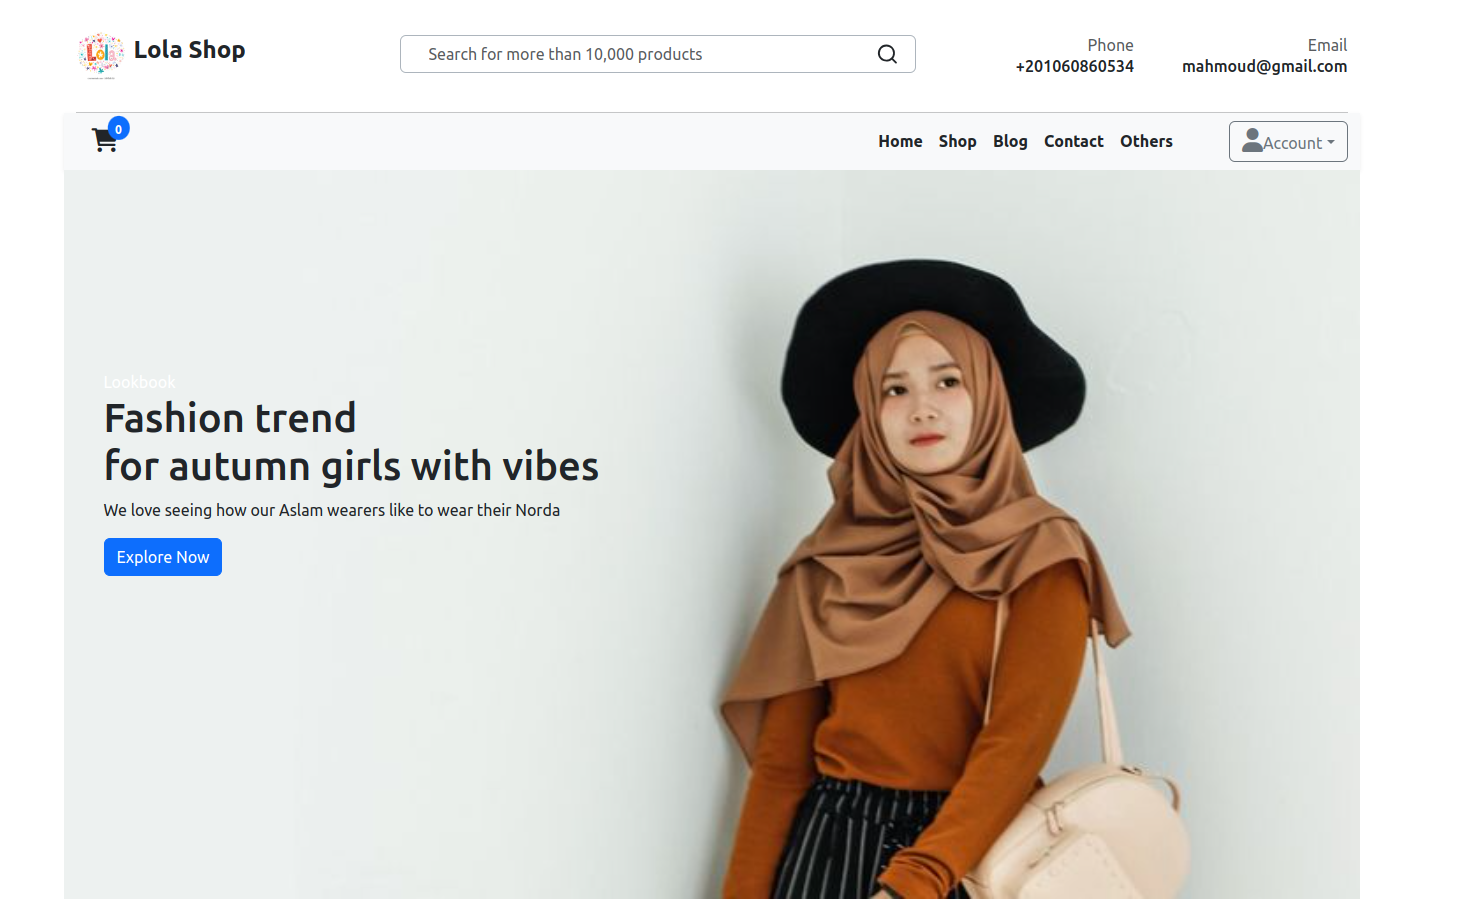 Lola
Lola Shop
Search for more than 10,000 products
Phone
+201060860534
Email
mahmoud@gmail.com
0
Home
Shop
Blog
Contact
Others
Account
Lookbook
Fashion trend
for autumn girls with vibes
We love seeing how our Aslam wearers like to wear their Norda
Explore Now